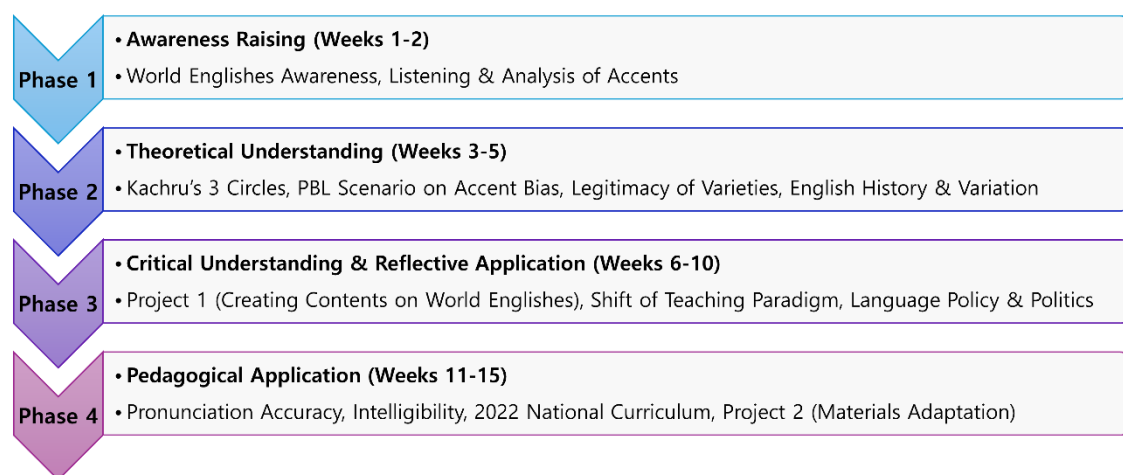 Phase 1
• Awareness Raising (Weeks 1-2)
• World Englishes Awareness, Listening & Analysis of Accents
Phase 2
• Theoretical Understanding (Weeks 3-5)
• Kachru's 3 Circles, PBL Scenario on Accent Bias, Legitimacy of Varieties, English History & Variation
Phase 3
• Critical Understanding & Reflective Application (Weeks 6-10)
• Project 1 (Creating Contents on World Englishes), Shift of Teaching Paradigm, Language Policy & Politics
Phase 4
• Pedagogical Application (Weeks 11-15)
• Pronunciation Accuracy, Intelligibility, 2022 National Curriculum, Project 2 (Materials Adaptation)